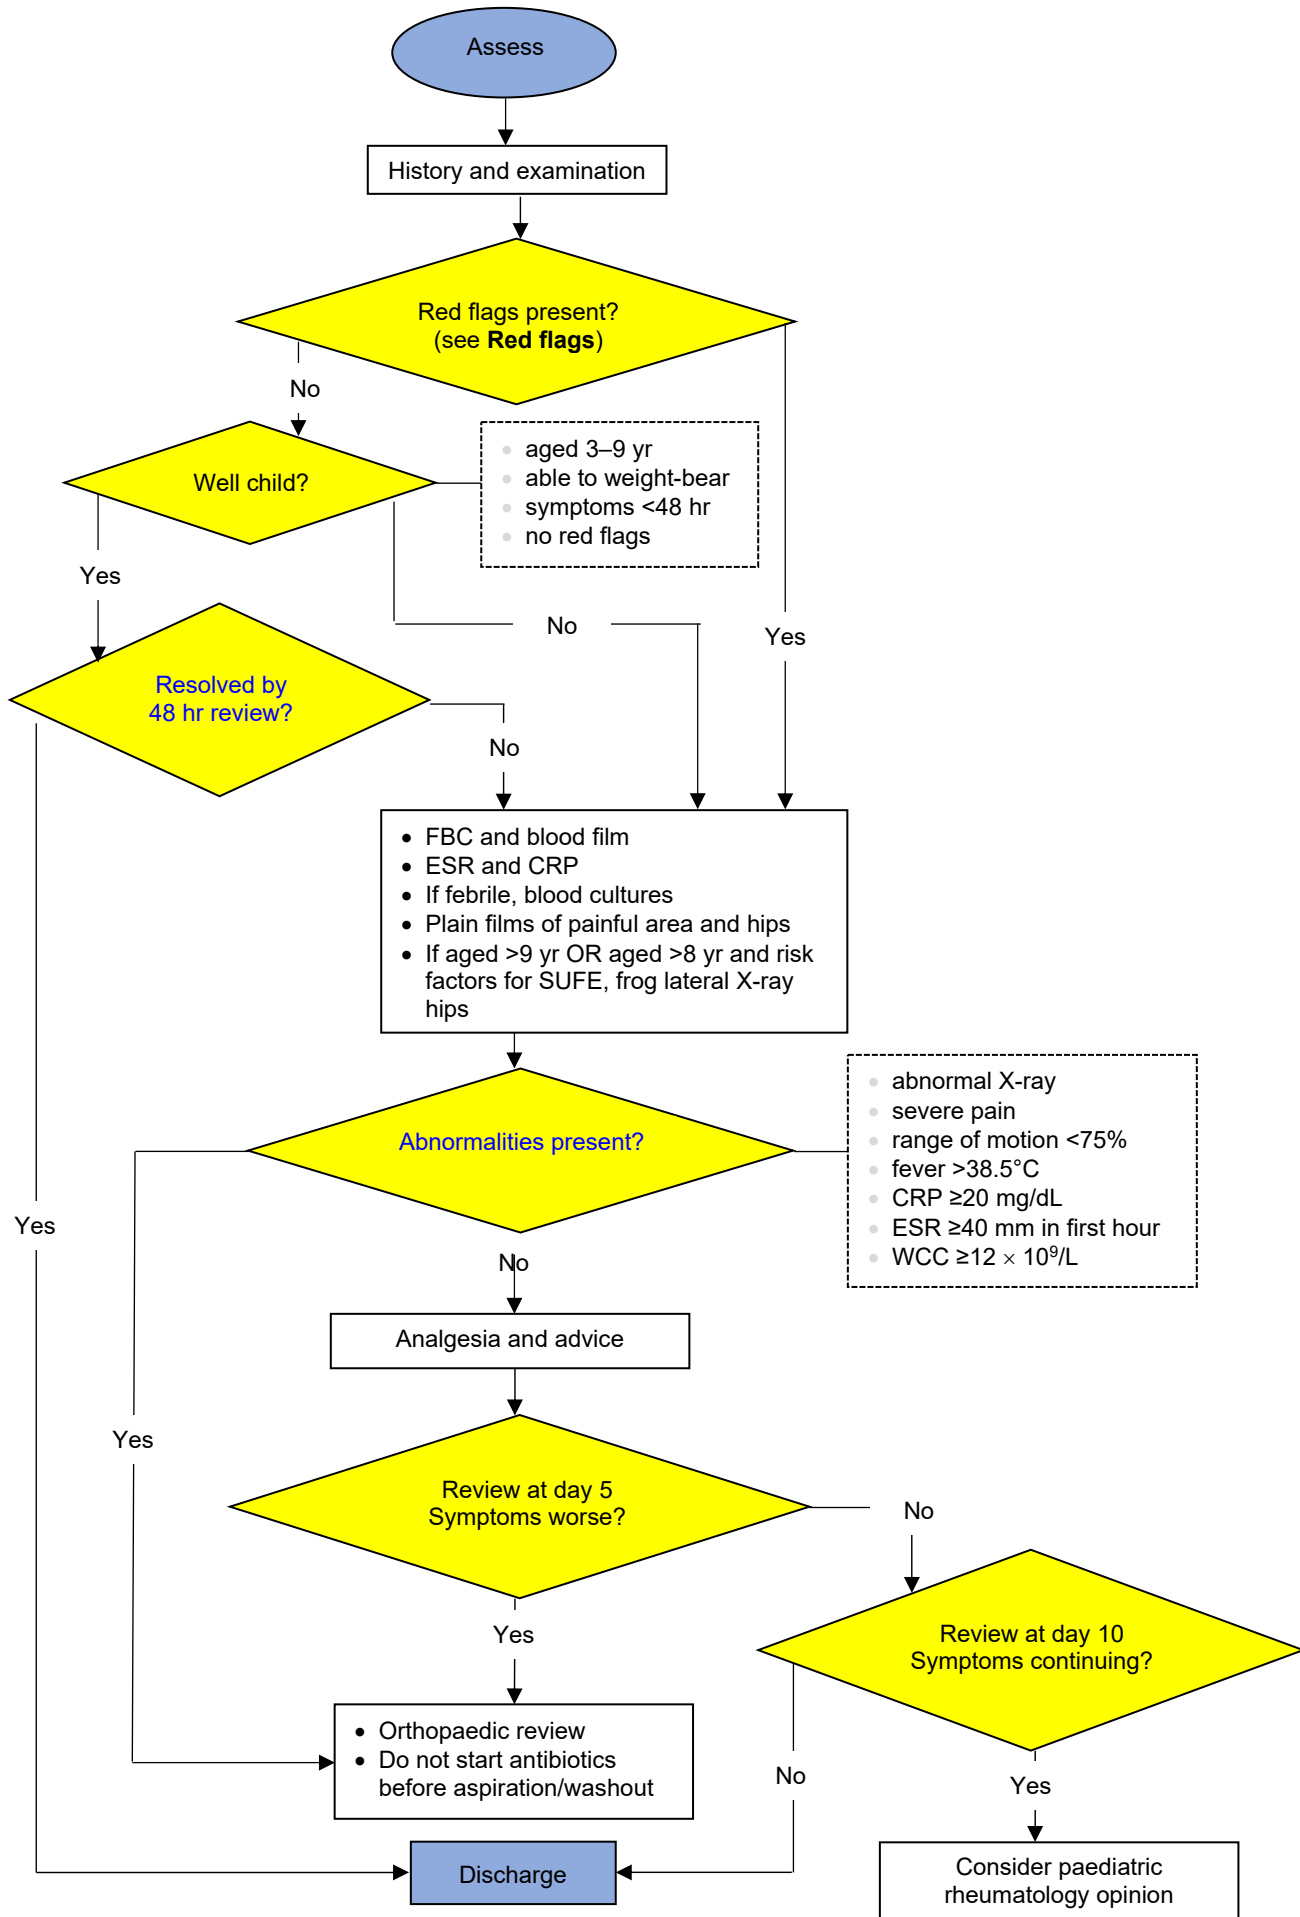 Assess
History and examination
Red flags present?
(see Red flags)
No
Well child?
• aged 3–9 yr
• able to weight-bear
• symptoms <48 hr
• no red flags
Yes
No
Yes
Resolved by
48 hr review?
No
• FBC and blood film
• ESR and CRP
• If febrile, blood cultures
• Plain films of painful area and hips
• If aged >9 yr OR aged >8 yr and risk
factors for SUFE, frog lateral X-ray
hips
Abnormalities present?
• abnormal X-ray
• severe pain
• range of motion <75%
• fever >38.5°C
• CRP ≥20 mg/dL
• ESR ≥40 mm in first hour
• WCC ≥12 × 10⁹/L
Yes
No
Analgesia and advice
Yes
Review at day 5
Symptoms worse?
No
Yes
Review at day 10
Symptoms continuing?
• Orthopaedic review
• Do not start antibiotics
before aspiration/washout
No
Yes
Discharge
Consider paediatric
rheumatology opinion